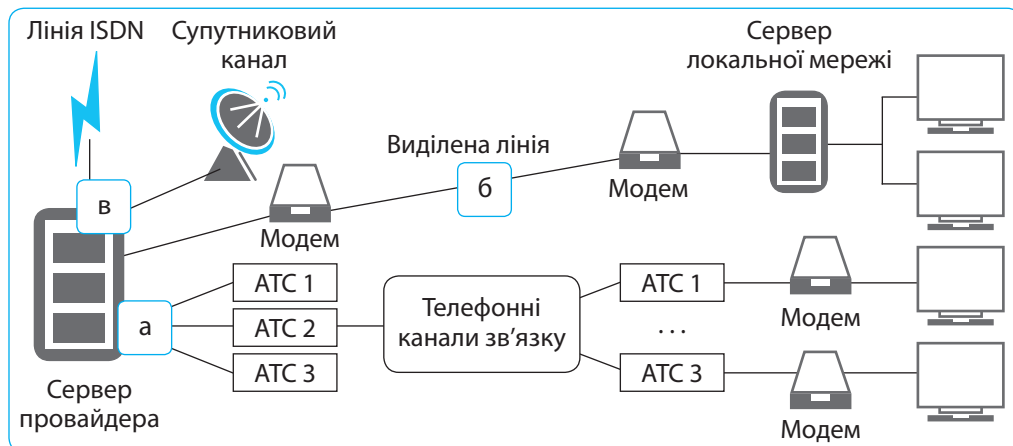 Лінія ISDN
Супутниковий
канал
Сервер
локальної мережі
Виділена лінія
в
б
Модем
Модем
а
АТС 1
АТС 2
АТС 3
Телефонні
канали зв'язку
АТС 1
...
АТС 3
Модем
Модем
Сервер
провайдера